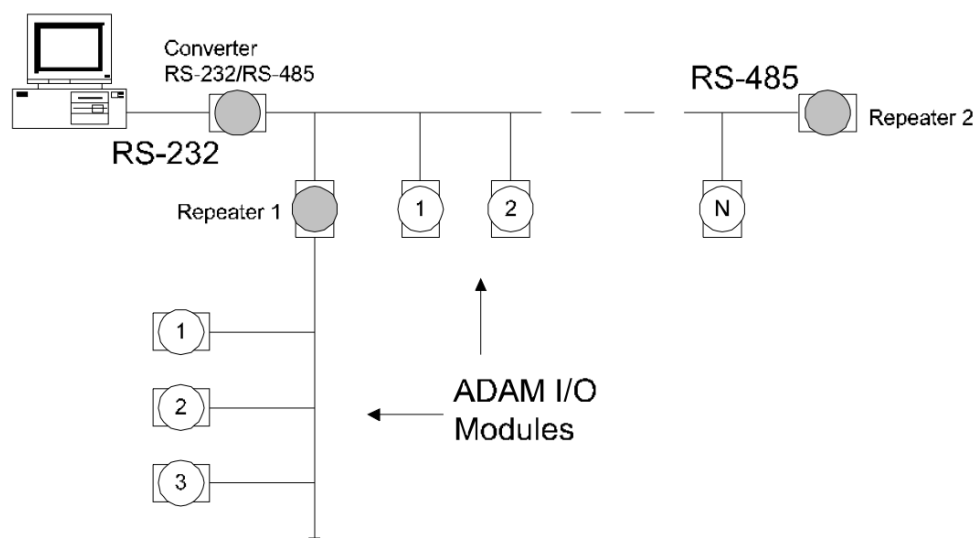 Converter
RS-232/RS-485
RS-485
Repeater 2
RS-232
Repeater 1
1
2
N
1
2
3
ADAM I/O
Modules